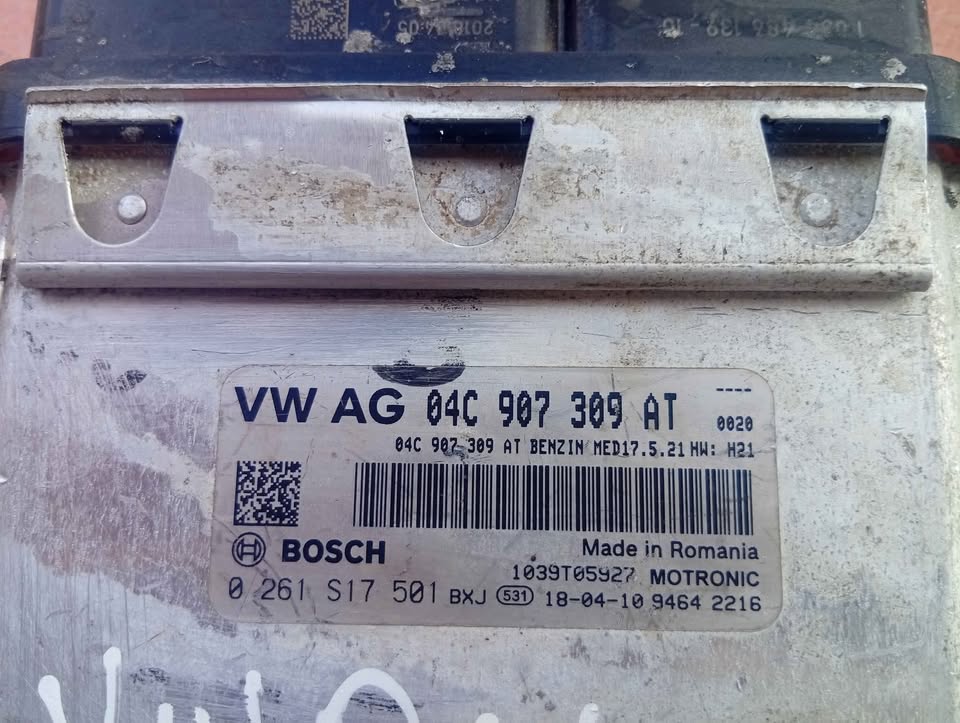 VW AG 04C 907 309 AT ----
0020
04C 907 309 AT BENZIN MED17.5.21 HW: H21
BOSCH Made in Romania
1039T05927 MOTRONIC
0 261 S17 501 BXJ 531 18-04-10 9464 2216